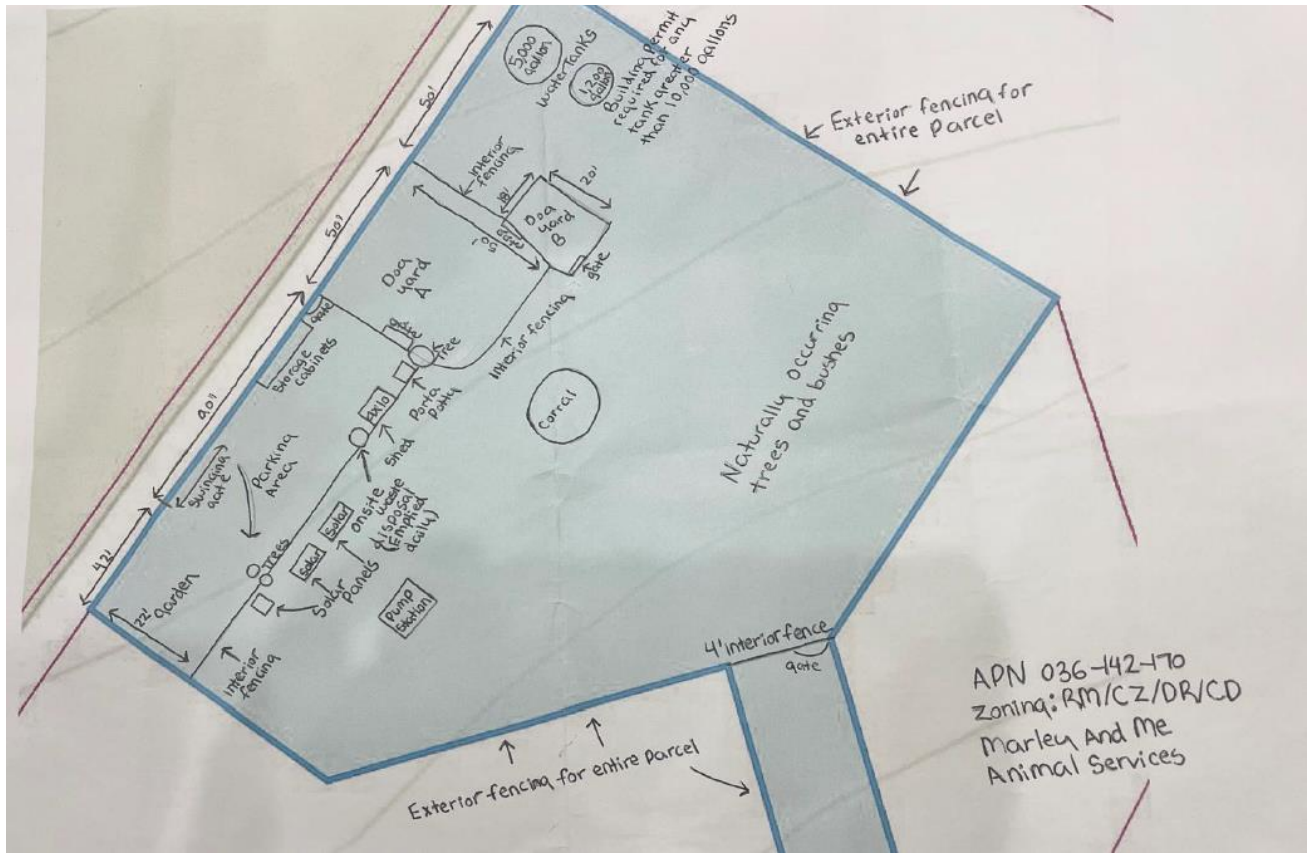 5,000
gallon
Water Tanks
1,200
gallon
Building permit
required for any
tank greater
than 10,000 gallons
Exterior fencing for
entire Parcel
50'
Interior
fencing
18'
20'
Dog
yard
B
gate
gate
50'
50'
Dog
yard
A
gate
gate
Tree
Interior fencing
Storage
cabinets
Porta
Potty
Shed
Corral
Naturally occurring
trees and bushes
90'
Swinging
gate
Parking
Area
onsite
waste
disposal
(Emptied
daily)
Solar
Solar
Solar
Panels
Trees
42'
Garden
22'
Pump
Station
Interior
fencing
4' interior fence
gate
Exterior fencing for entire parcel
APN 036-142-170
Zoning: RM/CZ/DR/CD
Marley And Me
Animal Services